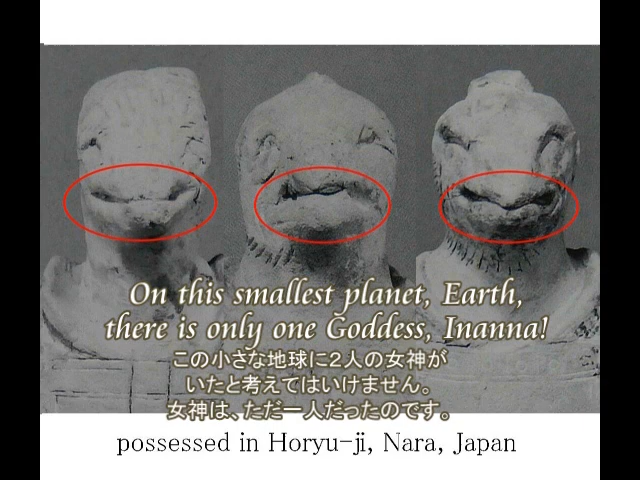 On this smallest planet, Earth,
there is only one Goddess, Inanna!
この小さな地球に２人の女神が
いたと考えてはいけません。
女神は、ただ一人だったのです。
possessed in Horyu-ji, Nara, Japan